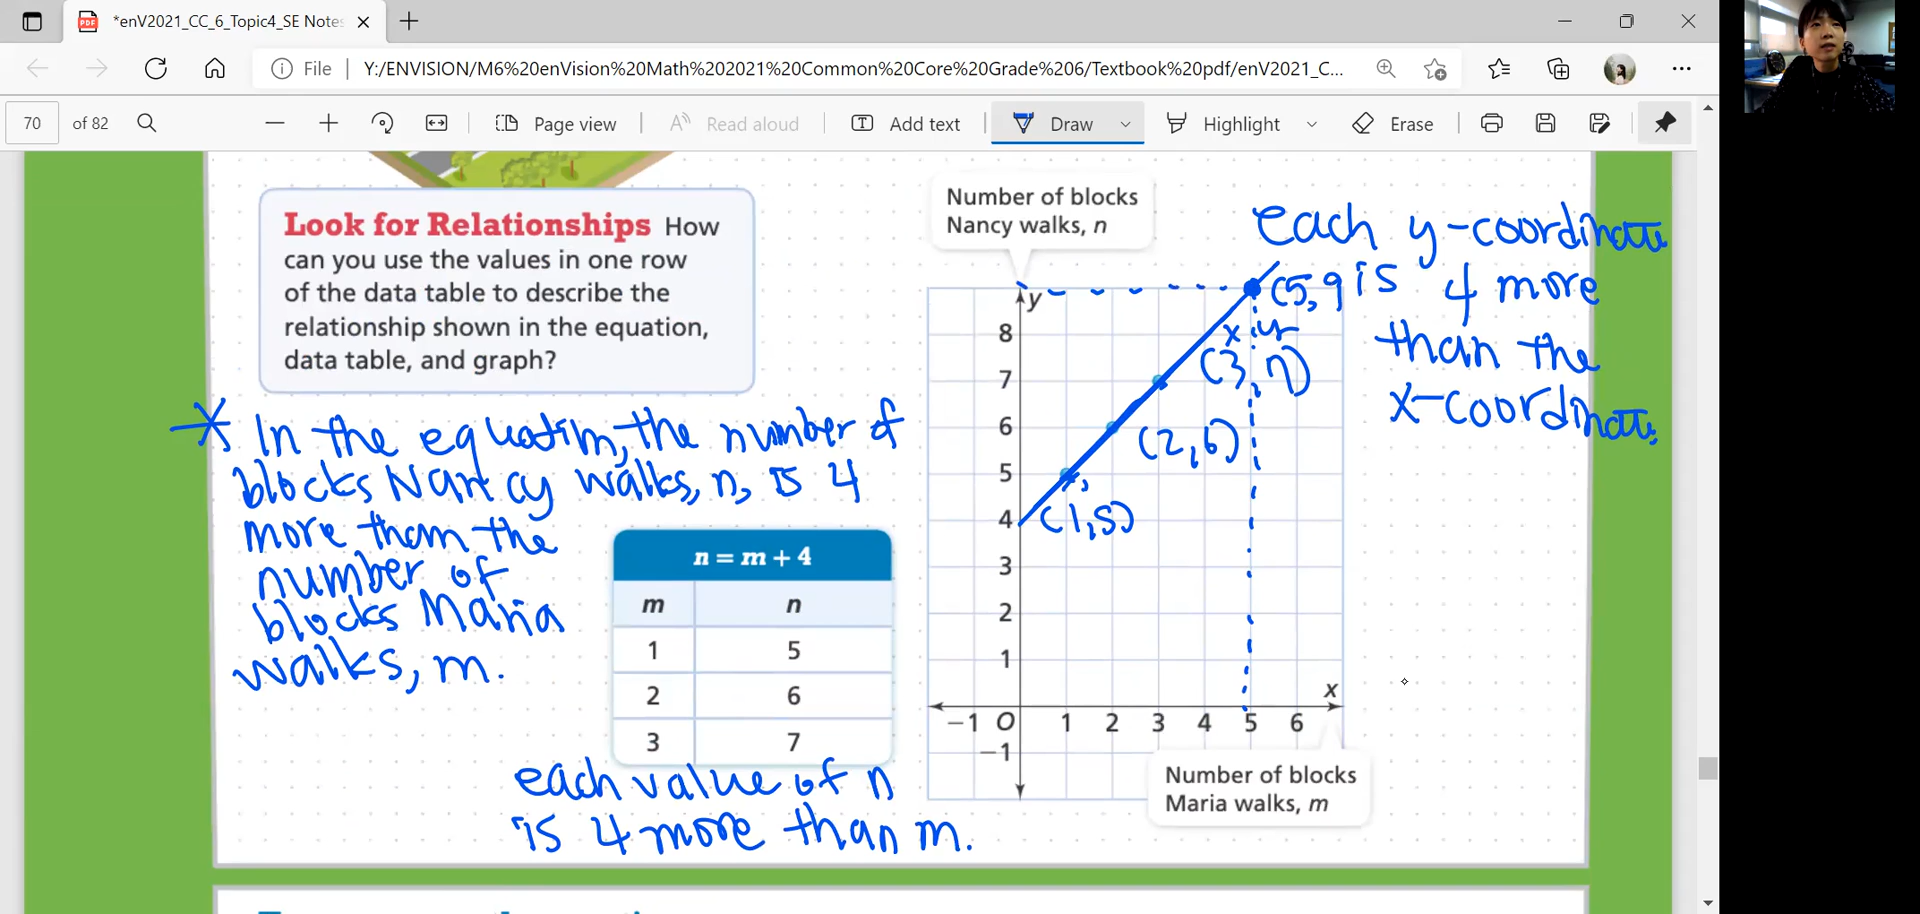 *enV2021_CC_6_Topic4_SE Notes
File
Y:/ENVISION/M6%20enVision%20Math%202021%20Common%20Core%20Grade%206/Textbook%20pdf/enV2021_C...
70 of 82
Page view
Read aloud
Add text
Draw
Highlight
Erase
Look for Relationships How
can you use the values in one row
of the data table to describe the
relationship shown in the equation,
data table, and graph?
In the equation, the number of
blocks Nancy walks, n, is 4
more than the
number of
blocks Maria
walks, m.
n = m + 4
m n
1 5
2 6
3 7
each value of n
is 4 more than m.
Number of blocks
Nancy walks, n
y
8
7
6
5
4
3
2
1
−1 O 1 2 3 4 5 6
x
−1
(5,9
x y
(3,7)
(2,6)
(1,5)
Number of blocks
Maria walks, m
each y-coordinate
is 4 more
than the
x-coordinate.